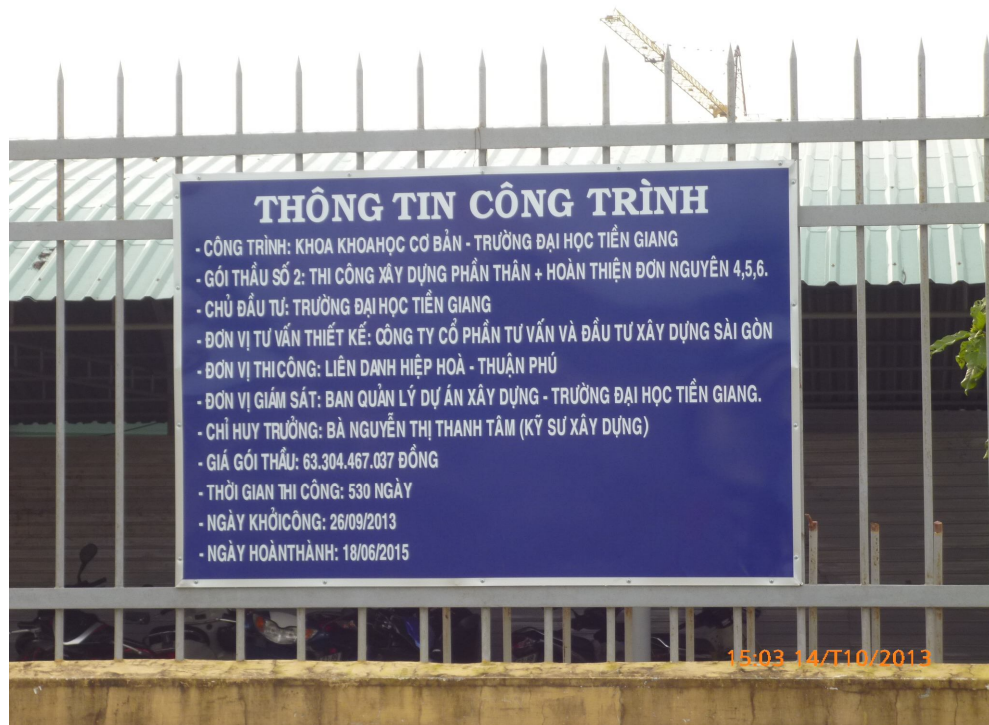 THÔNG TIN CÔNG TRÌNH
- CÔNG TRÌNH: KHOA KHOAHỌC CƠ BẢN - TRƯỜNG ĐẠI HỌC TIỀN GIANG
- GÓI THẦU SỐ 2: THI CÔNG XÂY DỰNG PHẦN THÂN + HOÀN THIỆN ĐƠN NGUYÊN 4,5,6.
- CHỦ ĐẦU TƯ: TRƯỜNG ĐẠI HỌC TIỀN GIANG
- ĐƠN VỊ TƯ VẤN THIẾT KẾ: CÔNG TY CỔ PHẦN TƯ VẤN VÀ ĐẦU TƯ XÂY DỰNG SÀI GÒN
- ĐƠN VỊ THI CÔNG: LIÊN DANH HIỆP HOÀ - THUẬN PHÚ
- ĐƠN VỊ GIÁM SÁT: BAN QUẢN LÝ DỰ ÁN XÂY DỰNG - TRƯỜNG ĐẠI HỌC TIỀN GIANG.
- CHỈ HUY TRƯỞNG: BÀ NGUYỄN THỊ THANH TÂM (KỸ SƯ XÂY DỰNG)
- GIÁ GÓI THẦU: 63.304.467.037 ĐỒNG
- THỜI GIAN THI CÔNG: 530 NGÀY
- NGÀY KHỞI CÔNG: 26/09/2013
- NGÀY HOÀN THÀNH: 18/06/2015
15:03 14/T10/2013